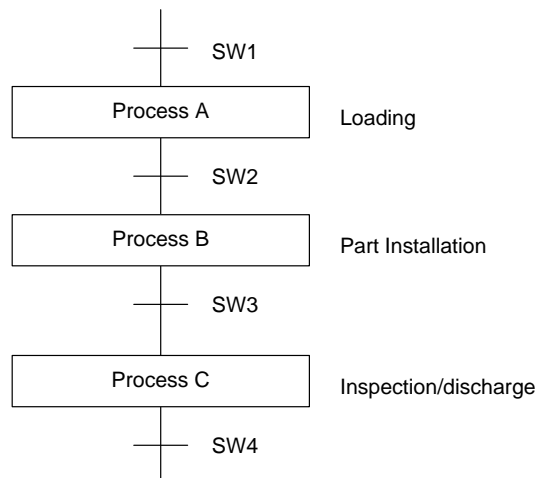 SW1
Process A
Loading
SW2
Process B
Part Installation
SW3
Process C
Inspection/discharge
SW4